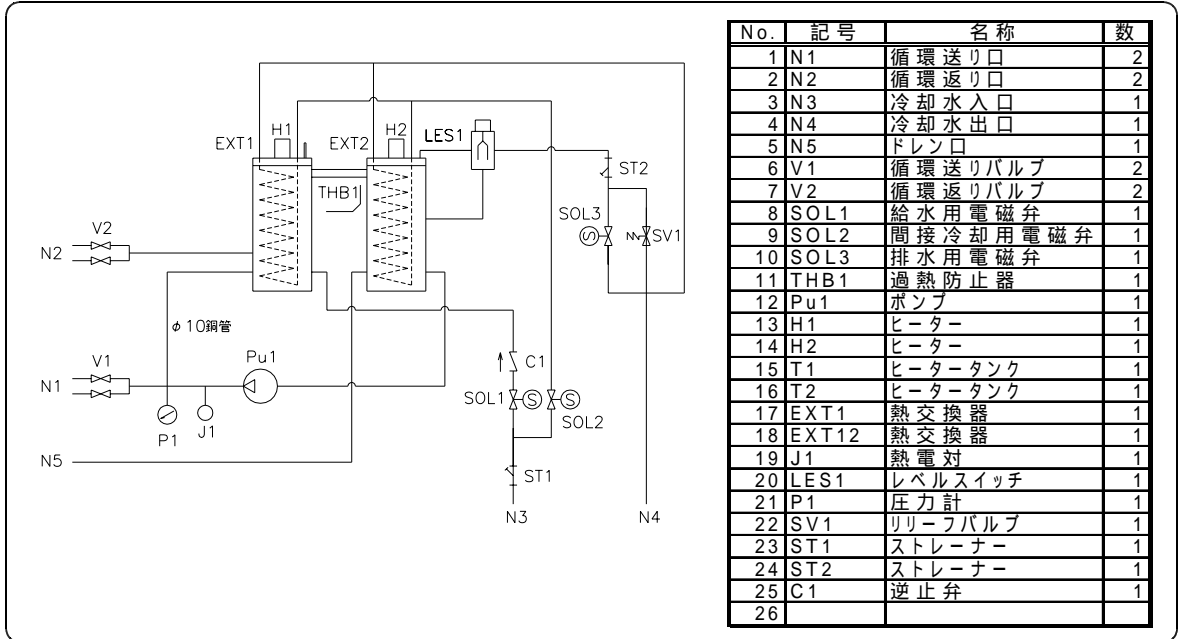 H1
H2
EXT1
EXT2
LES1
ST2
THB1
SOL3
S
SV1
V2
N2
φ10銅管
V1
Pu1
N1
C1
SOL1
S
S
SOL2
P1
J1
N5
ST1
N3
N4
No. 記号 名称 数
1 N1 循環送り口 2
2 N2 循環返り口 2
3 N3 冷却水入口 1
4 N4 冷却水出口 1
5 N5 ドレン口 1
6 V1 循環送りバルブ 2
7 V2 循環返りバルブ 2
8 SOL1 給水用電磁弁 1
9 SOL2 間接冷却用電磁弁 1
10 SOL3 排水用電磁弁 1
11 THB1 過熱防止器 1
12 Pu1 ポンプ 1
13 H1 ヒーター 1
14 H2 ヒーター 1
15 T1 ヒータータンク 1
16 T2 ヒータータンク 1
17 EXT1 熱交換器 1
18 EXT12 熱交換器 1
19 J1 熱電対 1
20 LES1 レベルスイッチ 1
21 P1 圧力計 1
22 SV1 リリーフバルブ 1
23 ST1 ストレーナー 1
24 ST2 ストレーナー 1
25 C1 逆止弁 1
26